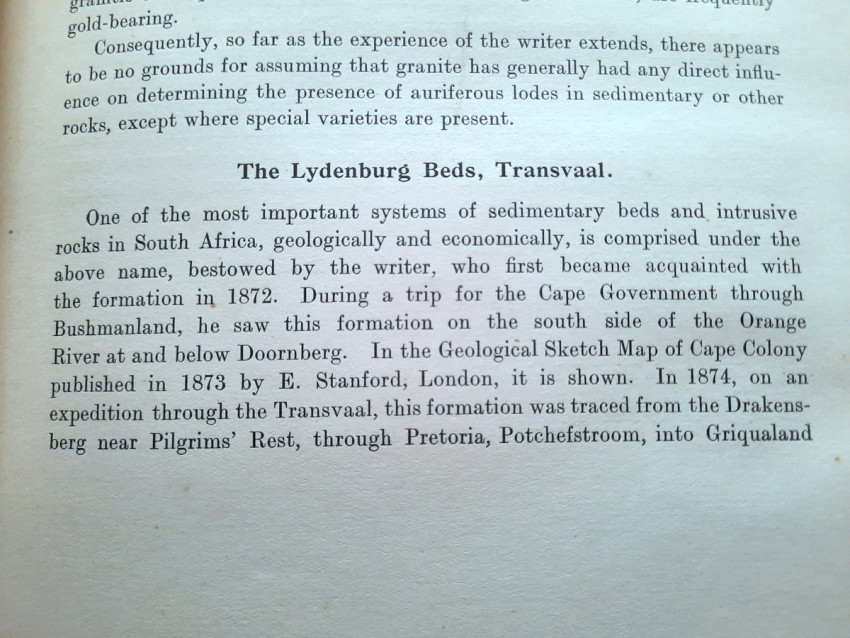 gold-bearing.
Consequently, so far as the experience of the writer extends, there appears
to be no grounds for assuming that granite has generally had any direct influ-
ence on determining the presence of auriferous lodes in sedimentary or other
rocks, except where special varieties are present.
The Lydenburg Beds, Transvaal.
One of the most important systems of sedimentary beds and intrusive
rocks in South Africa, geologically and economically, is comprised under the
above name, bestowed by the writer, who first became acquainted with
the formation in 1872. During a trip for the Cape Government through
Bushmanland, he saw this formation on the south side of the Orange
River at and below Doornberg. In the Geological Sketch Map of Cape Colony
published in 1873 by E. Stanford, London, it is shown. In 1874, on an
expedition through the Transvaal, this formation was traced from the Drakens-
berg near Pilgrims' Rest, through Pretoria, Potchefstroom, into Griqualand